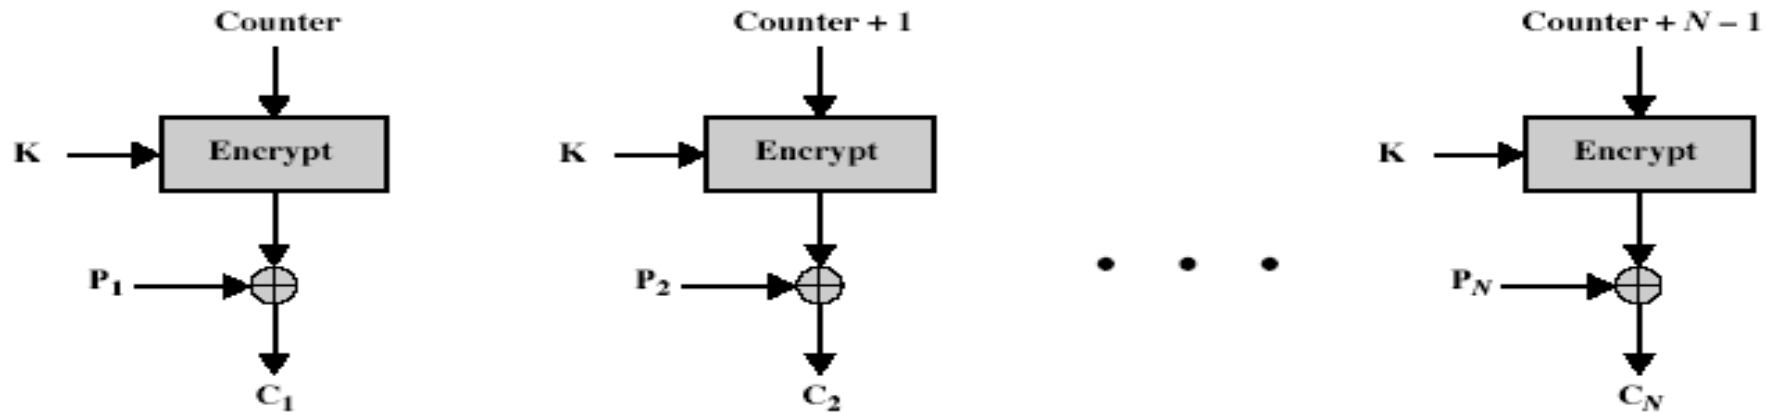 Counter Counter + 1 Counter + N – 1
K Encrypt K Encrypt K Encrypt
P1 P2 PN
C1 C2 CN